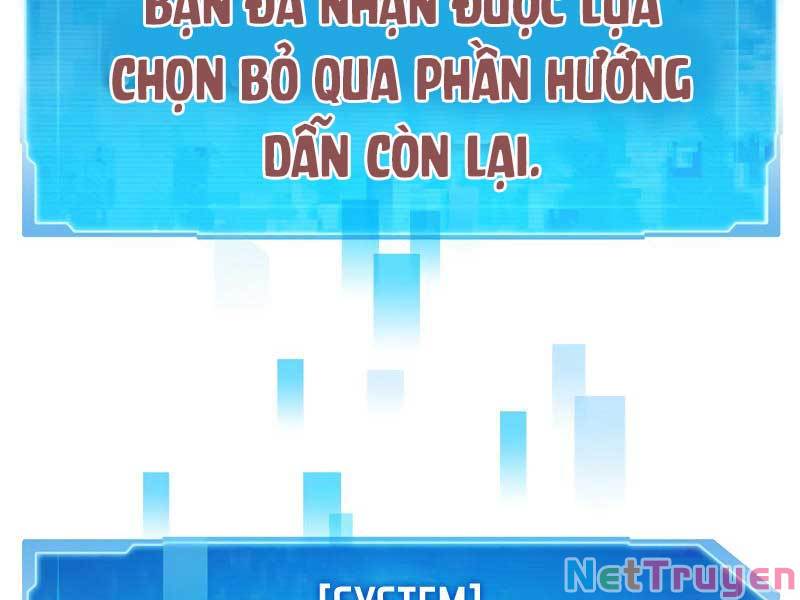 BẠN ĐÃ NHẬN ĐƯỢC LỰA
CHỌN BỎ QUA PHẦN HƯỚNG
DẪN CÒN LẠI.
[SYSTEM]
NetTruyen